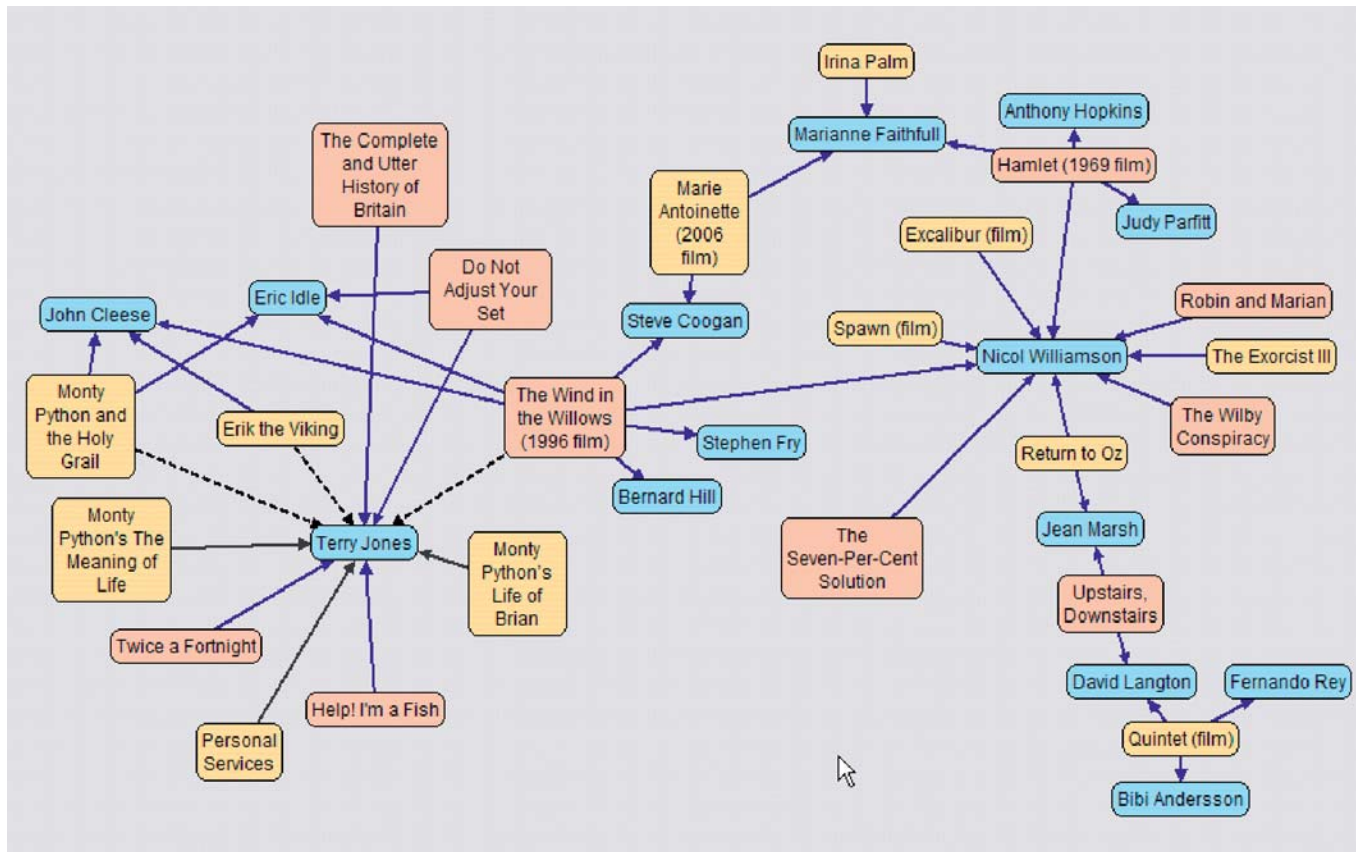 Irina Palm
Anthony Hopkins
Marianne Faithfull
Hamlet (1969 film)
The Complete
and Utter
History of
Britain
Marie
Antoinette
(2006
film)
Judy Parfitt
Excalibur (film)
Do Not
Adjust Your
Set
Eric Idle
John Cleese
Steve Coogan
Robin and Marian
Spawn (film)
Nicol Williamson
The Exorcist III
Monty
Python and
the Holy
Grail
Erik the Viking
The Wind in
the Willows
(1996 film)
Stephen Fry
The Wilby
Conspiracy
Return to Oz
Bernard Hill
Monty
Python's The
Meaning of
Life
Terry Jones
Monty
Python's
Life of
Brian
The
Seven-Per-Cent
Solution
Jean Marsh
Upstairs,
Downstairs
Twice a Fortnight
Help! I'm a Fish
Personal
Services
David Langton
Fernando Rey
Quintet (film)
Bibi Andersson